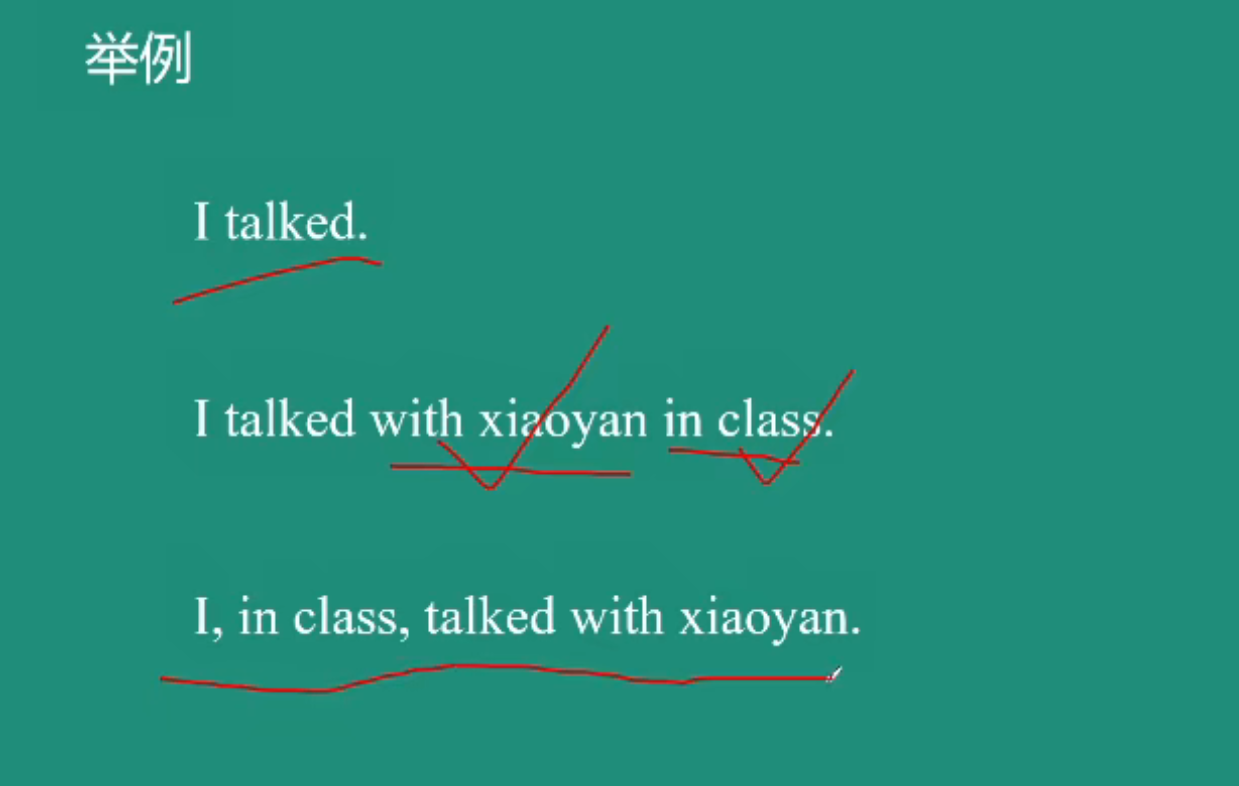 举例
I talked.
I talked with xiaoyan in class.
I, in class, talked with xiaoyan.